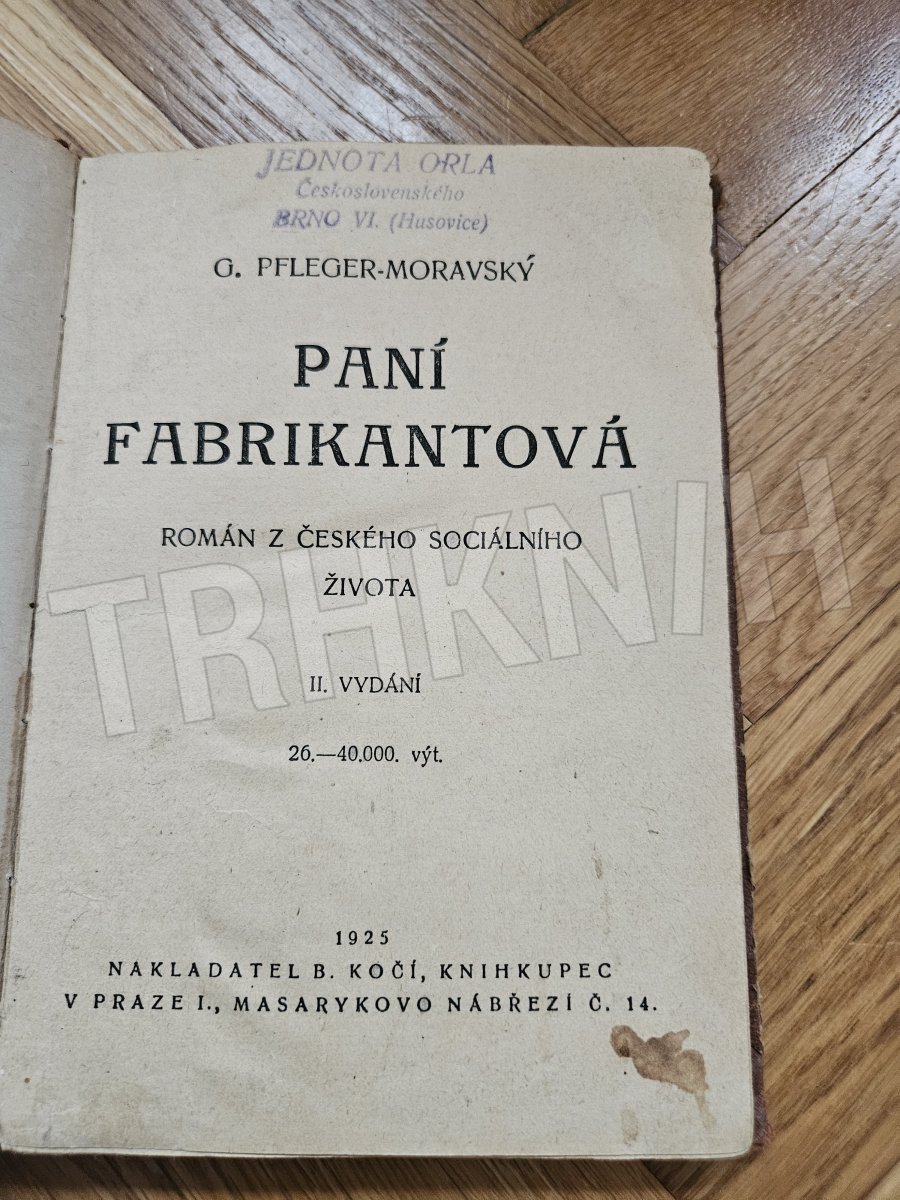 JEDNOTA ORLA
Československého
BRNO VI. (Husovice)
G. PFLEGER-MORAVSKÝ
PANÍ
FABRIKANTOVÁ
ROMÁN Z ČESKÉHO SOCIÁLNÍHO
ŽIVOTA
TRHKNIH
II. VYDÁNÍ
26.—40.000. výt.
1925
NAKLADATEL B. KOČÍ, KNIHKUPEC
V PRAZE I., MASARYKOVO NÁBŘEZÍ Č. 14.